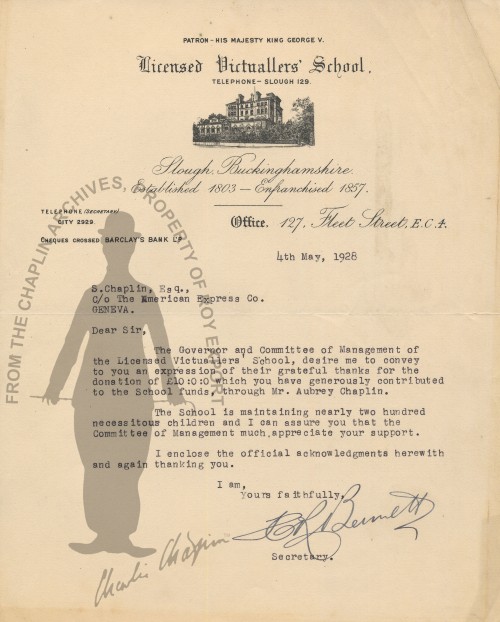 PATRON - HIS MAJESTY KING GEORGE V.
Licensed Victuallers' School.
TELEPHONE - SLOUGH 129.
Slough, Buckinghamshire.
Established 1803 — Enfranchised 1857.
TELEPHONE (SECRETARY)
CITY 2929.
CHEQUES CROSSED BARCLAY'S BANK LD
Office. 127, Fleet Street, E.C.4.
4th May, 1928
S.Chaplin, Esq.,
C/o The American Express Co.
GENEVA.
Dear Sir,
The Governor and Committee of Management of
the Licensed Victuallers' School, desire me to convey
to you an expression of their grateful thanks for the
donation of £10:0:0 which you have generously contributed
to the School funds, through Mr. Aubrey Chaplin.
The School is maintaining nearly two hundred
necessitous children and I can assure you that the
Committee of Management much appreciate your support.
I enclose the official acknowledgments herewith
and again thanking you.
I am,
Yours faithfully,
Bennett
Secretary.
FROM THE CHAPLIN ARCHIVES, PROPERTY OF ROY EXPORT
Charlie Chaplin